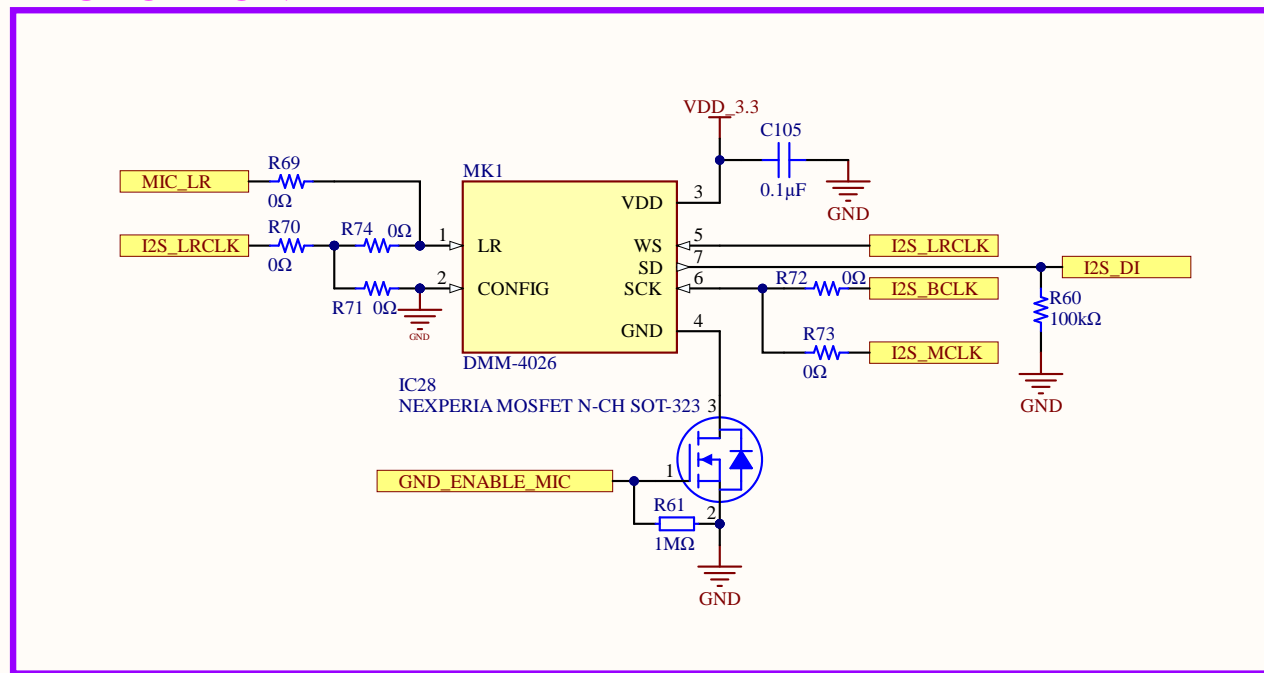 VDD_3.3
C105
0.1µF
GND
MK1
R69
MIC_LR
0Ω
R70
I2S_LRCLK
0Ω
R74 0Ω
R71 0Ω
GND
1
2
LR
CONFIG
VDD
WS
SD
SCK
GND
3
5
7
6
4
DMM-4026
I2S_LRCLK
I2S_DI
R72 0Ω
I2S_BCLK
R73
0Ω
I2S_MCLK
R60
100kΩ
GND
IC28
NEXPERIA MOSFET N-CH SOT-323
3
1
2
GND_ENABLE_MIC
R61
1MΩ
GND